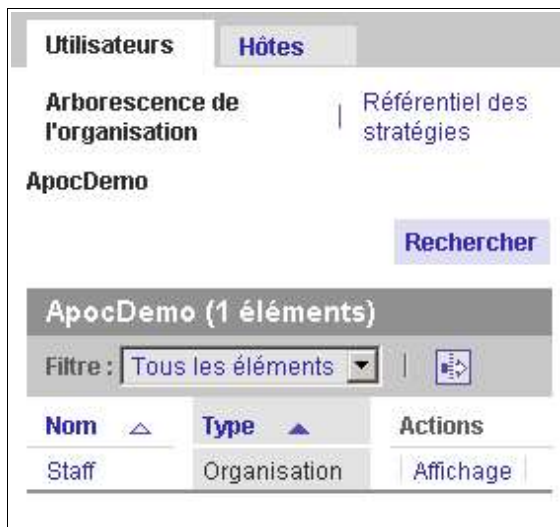 Utilisateurs Hôtes
Arborescence de l'organisation | Référentiel des stratégies
ApocDemo
Rechercher
ApocDemo (1 éléments)
Filtre : Tous les éléments
Nom Type Actions
Staff Organisation Affichage